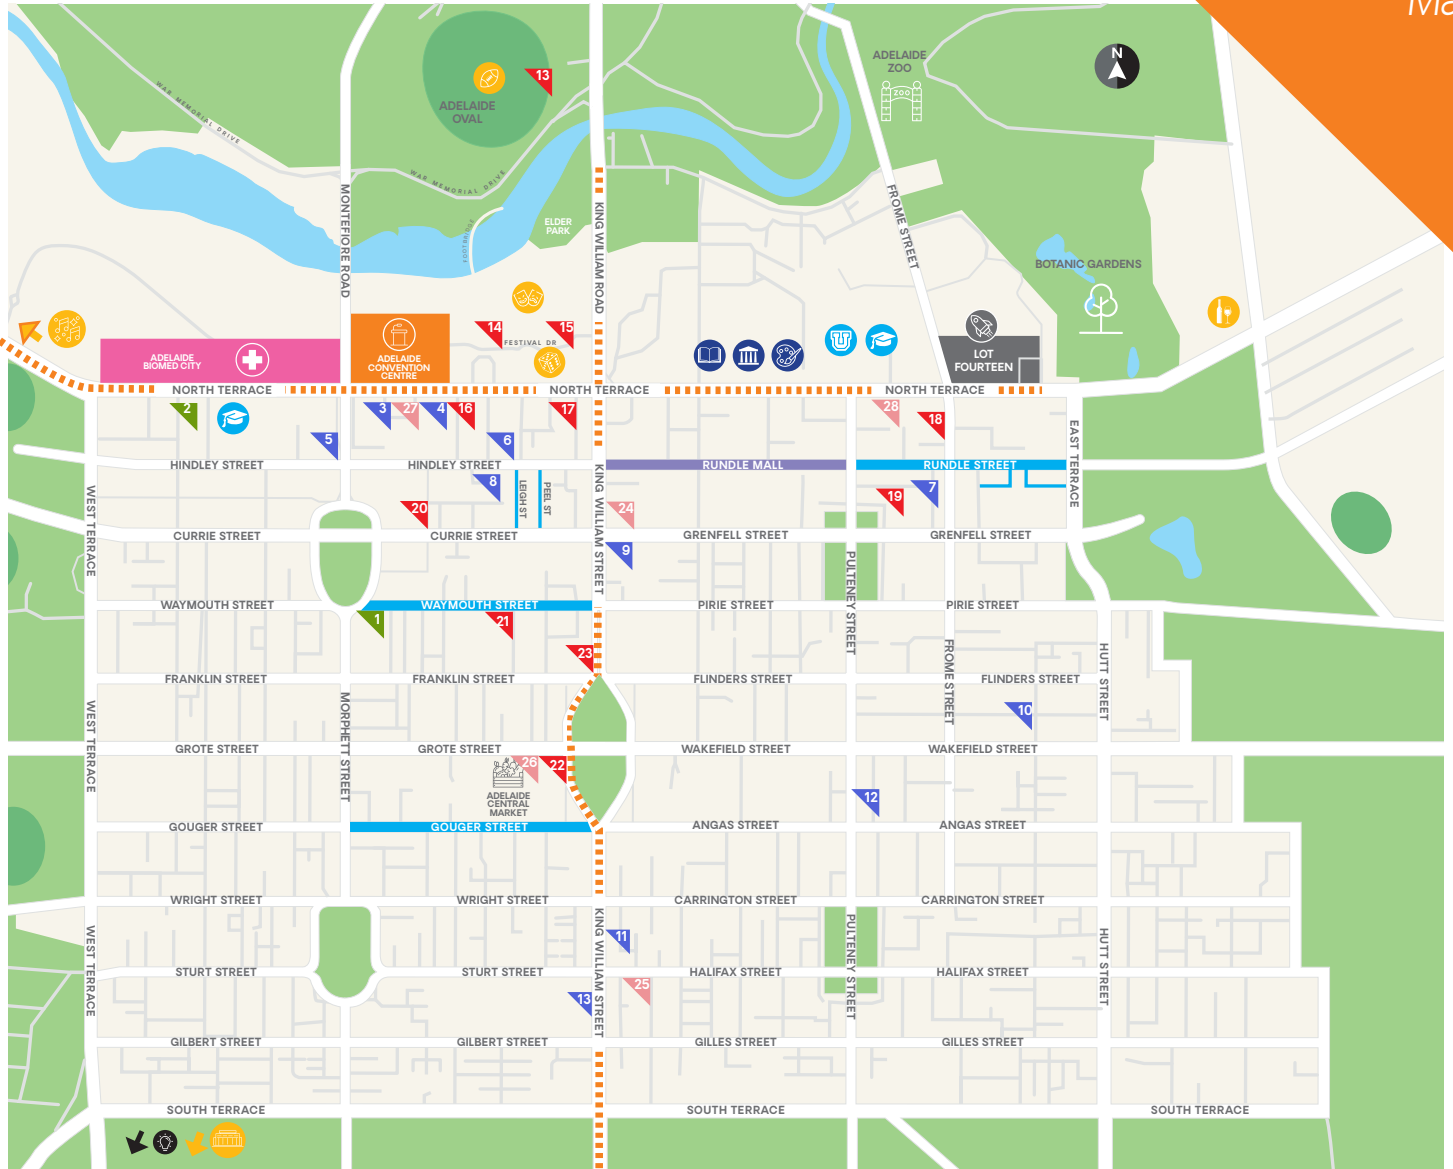 Ma
N
ADELAIDE
ZOO
ZOO
13
ADELAIDE
OVAL
WAR MEMORIAL DRIVE
WAR MEMORIAL DRIVE
MONTEFIORE ROAD
KING WILLIAM ROAD
FROME STREET
ELDER
PARK
FOOTBRIDGE
BOTANIC GARDENS
14
15
FESTIVAL DR
ADELAIDE
BIOMED CITY
ADELAIDE
CONVENTION
CENTRE
LOT
FOURTEEN
NORTH TERRACE
NORTH TERRACE
NORTH TERRACE
2
3
27
4
16
17
28
18
5
6
HINDLEY STREET
HINDLEY STREET
RUNDLE MALL
RUNDLE STREET
EAST TERRACE
WEST TERRACE
8
LEIGH ST
PEEL ST
KING WILLIAM STREET
20
24
19
7
CURRIE STREET
CURRIE STREET
GRENFELL STREET
GRENFELL STREET
9
PULTENEY STREET
WAYMOUTH STREET
WAYMOUTH STREET
PIRIE STREET
PIRIE STREET
1
21
23
FROME STREET
HUTT STREET
FRANKLIN STREET
FRANKLIN STREET
FLINDERS STREET
FLINDERS STREET
WEST TERRACE
MORPHETT STREET
10
GROTE STREET
GROTE STREET
WAKEFIELD STREET
WAKEFIELD STREET
26
22
ADELAIDE
CENTRAL
MARKET
12
GOUGER STREET
GOUGER STREET
ANGAS STREET
ANGAS STREET
WRIGHT STREET
WRIGHT STREET
CARRINGTON STREET
CARRINGTON STREET
WEST TERRACE
KING WILLIAM STREET
11
PULTENEY STREET
HUTT STREET
STURT STREET
STURT STREET
HALIFAX STREET
HALIFAX STREET
13
25
GILBERT STREET
GILBERT STREET
GILLES STREET
GILLES STREET
SOUTH TERRACE
SOUTH TERRACE
SOUTH TERRACE